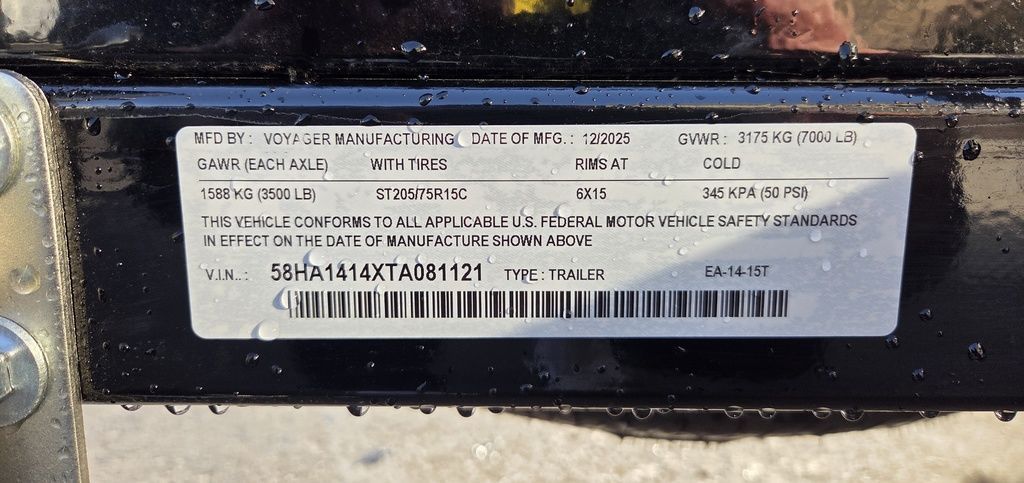 MFD BY : VOYAGER MANUFACTURING DATE OF MFG. : 12/2025 GVWR : 3175 KG (7000 LB)
GAWR (EACH AXLE) WITH TIRES RIMS AT COLD
1588 KG (3500 LB) ST205/75R15C 6X15 345 KPA (50 PSI)
THIS VEHICLE CONFORMS TO ALL APPLICABLE U.S. FEDERAL MOTOR VEHICLE SAFETY STANDARDS
IN EFFECT ON THE DATE OF MANUFACTURE SHOWN ABOVE
V.I.N.. : 58HA1414XTA081121 TYPE : TRAILER EA-14-15T